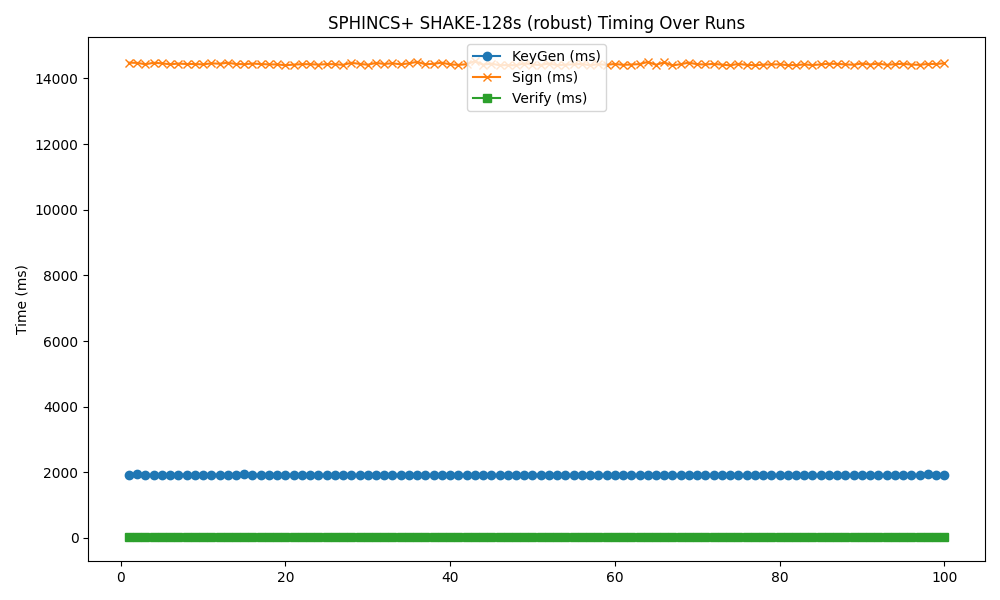 SPHINCS+ SHAKE-128s (robust) Timing Over Runs
KeyGen (ms)
Sign (ms)
Verify (ms)
Time (ms)
14000
12000
10000
8000
6000
4000
2000
0
0 20 40 60 80 100